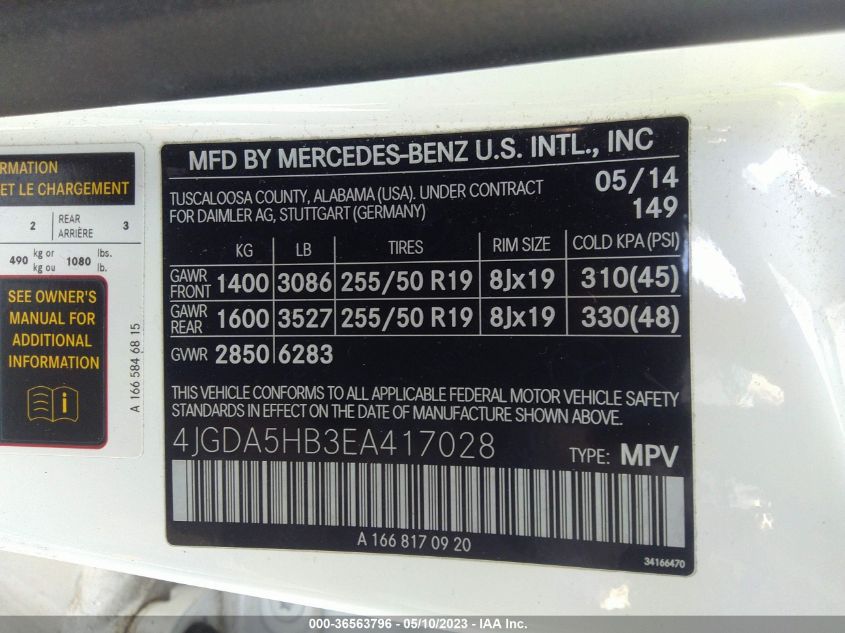 RMATION
ET LE CHARGEMENT
2 REAR ARRIÈRE 3
490 kg or kg ou 1080 lbs. lb.
SEE OWNER'S
MANUAL FOR
ADDITIONAL
INFORMATION
i
A 166 584 68 15
MFD BY MERCEDES-BENZ U.S. INTL., INC
TUSCALOOSA COUNTY, ALABAMA (USA). UNDER CONTRACT
FOR DAIMLER AG, STUTTGART (GERMANY)
05/14
149
KG LB TIRES RIM SIZE COLD KPA (PSI)
GAWR FRONT 1400 3086 255/50 R19 8Jx19 310(45)
GAWR REAR 1600 3527 255/50 R19 8Jx19 330(48)
GVWR 2850 6283
THIS VEHICLE CONFORMS TO ALL APPLICABLE FEDERAL MOTOR VEHICLE SAFETY
STANDARDS IN EFFECT ON THE DATE OF MANUFACTURE SHOWN ABOVE.
4JGDA5HB3EA417028
TYPE: MPV
A 166 817 09 20
34166470
000-36563796 - 05/10/2023 - IAA Inc.